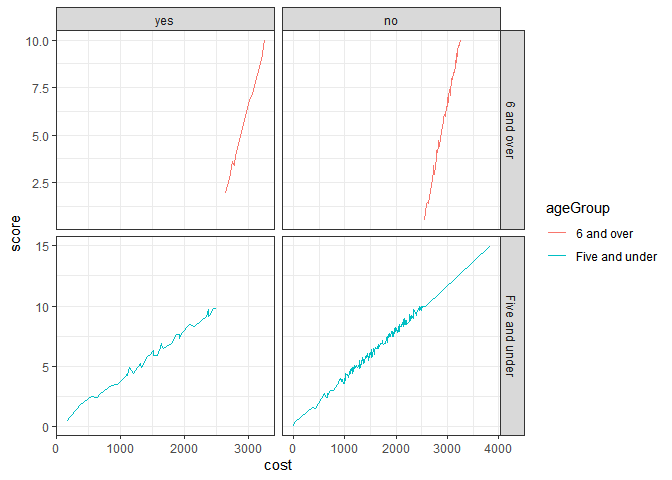 yes
no
10.0
7.5
5.0
2.5
6 and over
15
10
5
0
Five and under
0
1000
2000
3000
0
1000
2000
3000
4000
cost
score
ageGroup
6 and over
Five and under